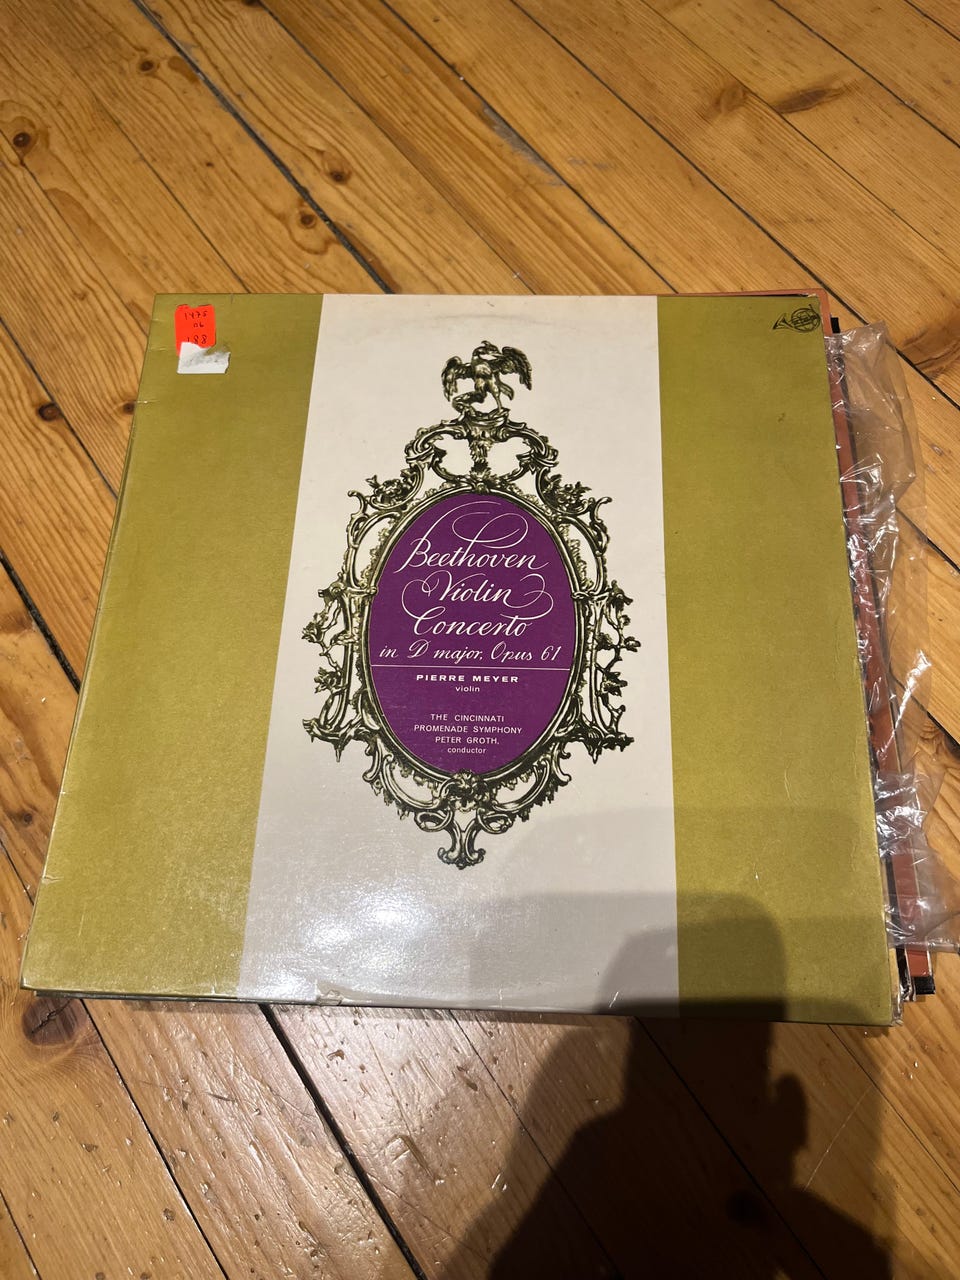 Beethoven
Violin
Concerto
in D major, Opus 61
PIERRE MEYER
violin
THE CINCINNATI
PROMENADE SYMPHONY
PETER GROTH,
conductor